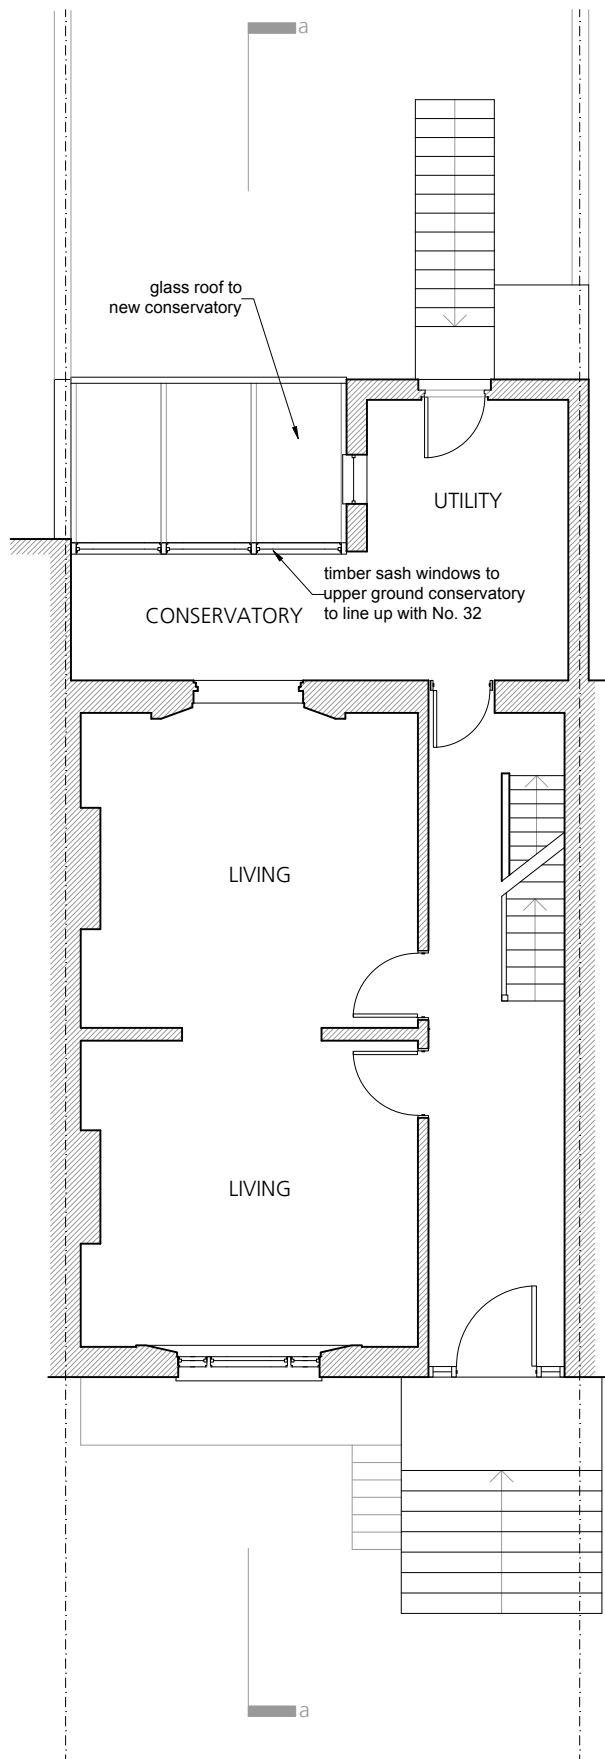 a
glass roof to
new conservatory
UTILITY
timber sash windows to
upper ground conservatory
to line up with No. 32
CONSERVATORY
LIVING
LIVING
a